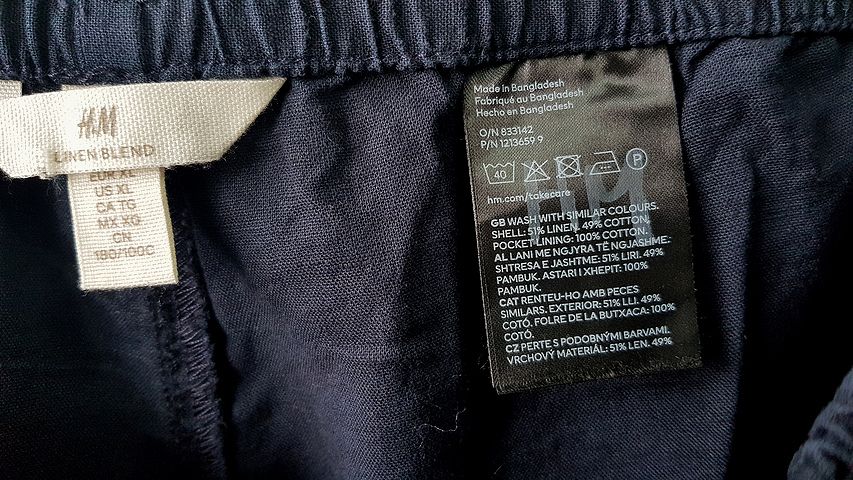 H&M
LINEN BLEND
EUR XL
US XL
CA TG
MX XG
CN
180/100C
Made in Bangladesh
Fabriqué au Bangladesh
Hecho en Bangladesh
O/N 833142
P/N 1213659 9
40
P
hm.com/takecare
GB WASH WITH SIMILAR COLOURS.
SHELL: 51% LINEN. 49% COTTON.
POCKET LINING: 100% COTTON.
AL LANI ME NGJYRA TË NGJASHME.
SHTRESA E JASHTME: 51% LIRI. 49%
PAMBUK. ASTARI I XHEPIT: 100%
PAMBUK.
CAT RENTEU-HO AMB PECES
SIMILARS. EXTERIOR: 51% LLI. 49%
COTÓ. FOLRE DE LA BUTXACA: 100%
COTÓ.
CZ PERTE S PODOBNÝMI BARVAMI.
VRCHOVÝ MATERIÁL: 51% LEN. 49%